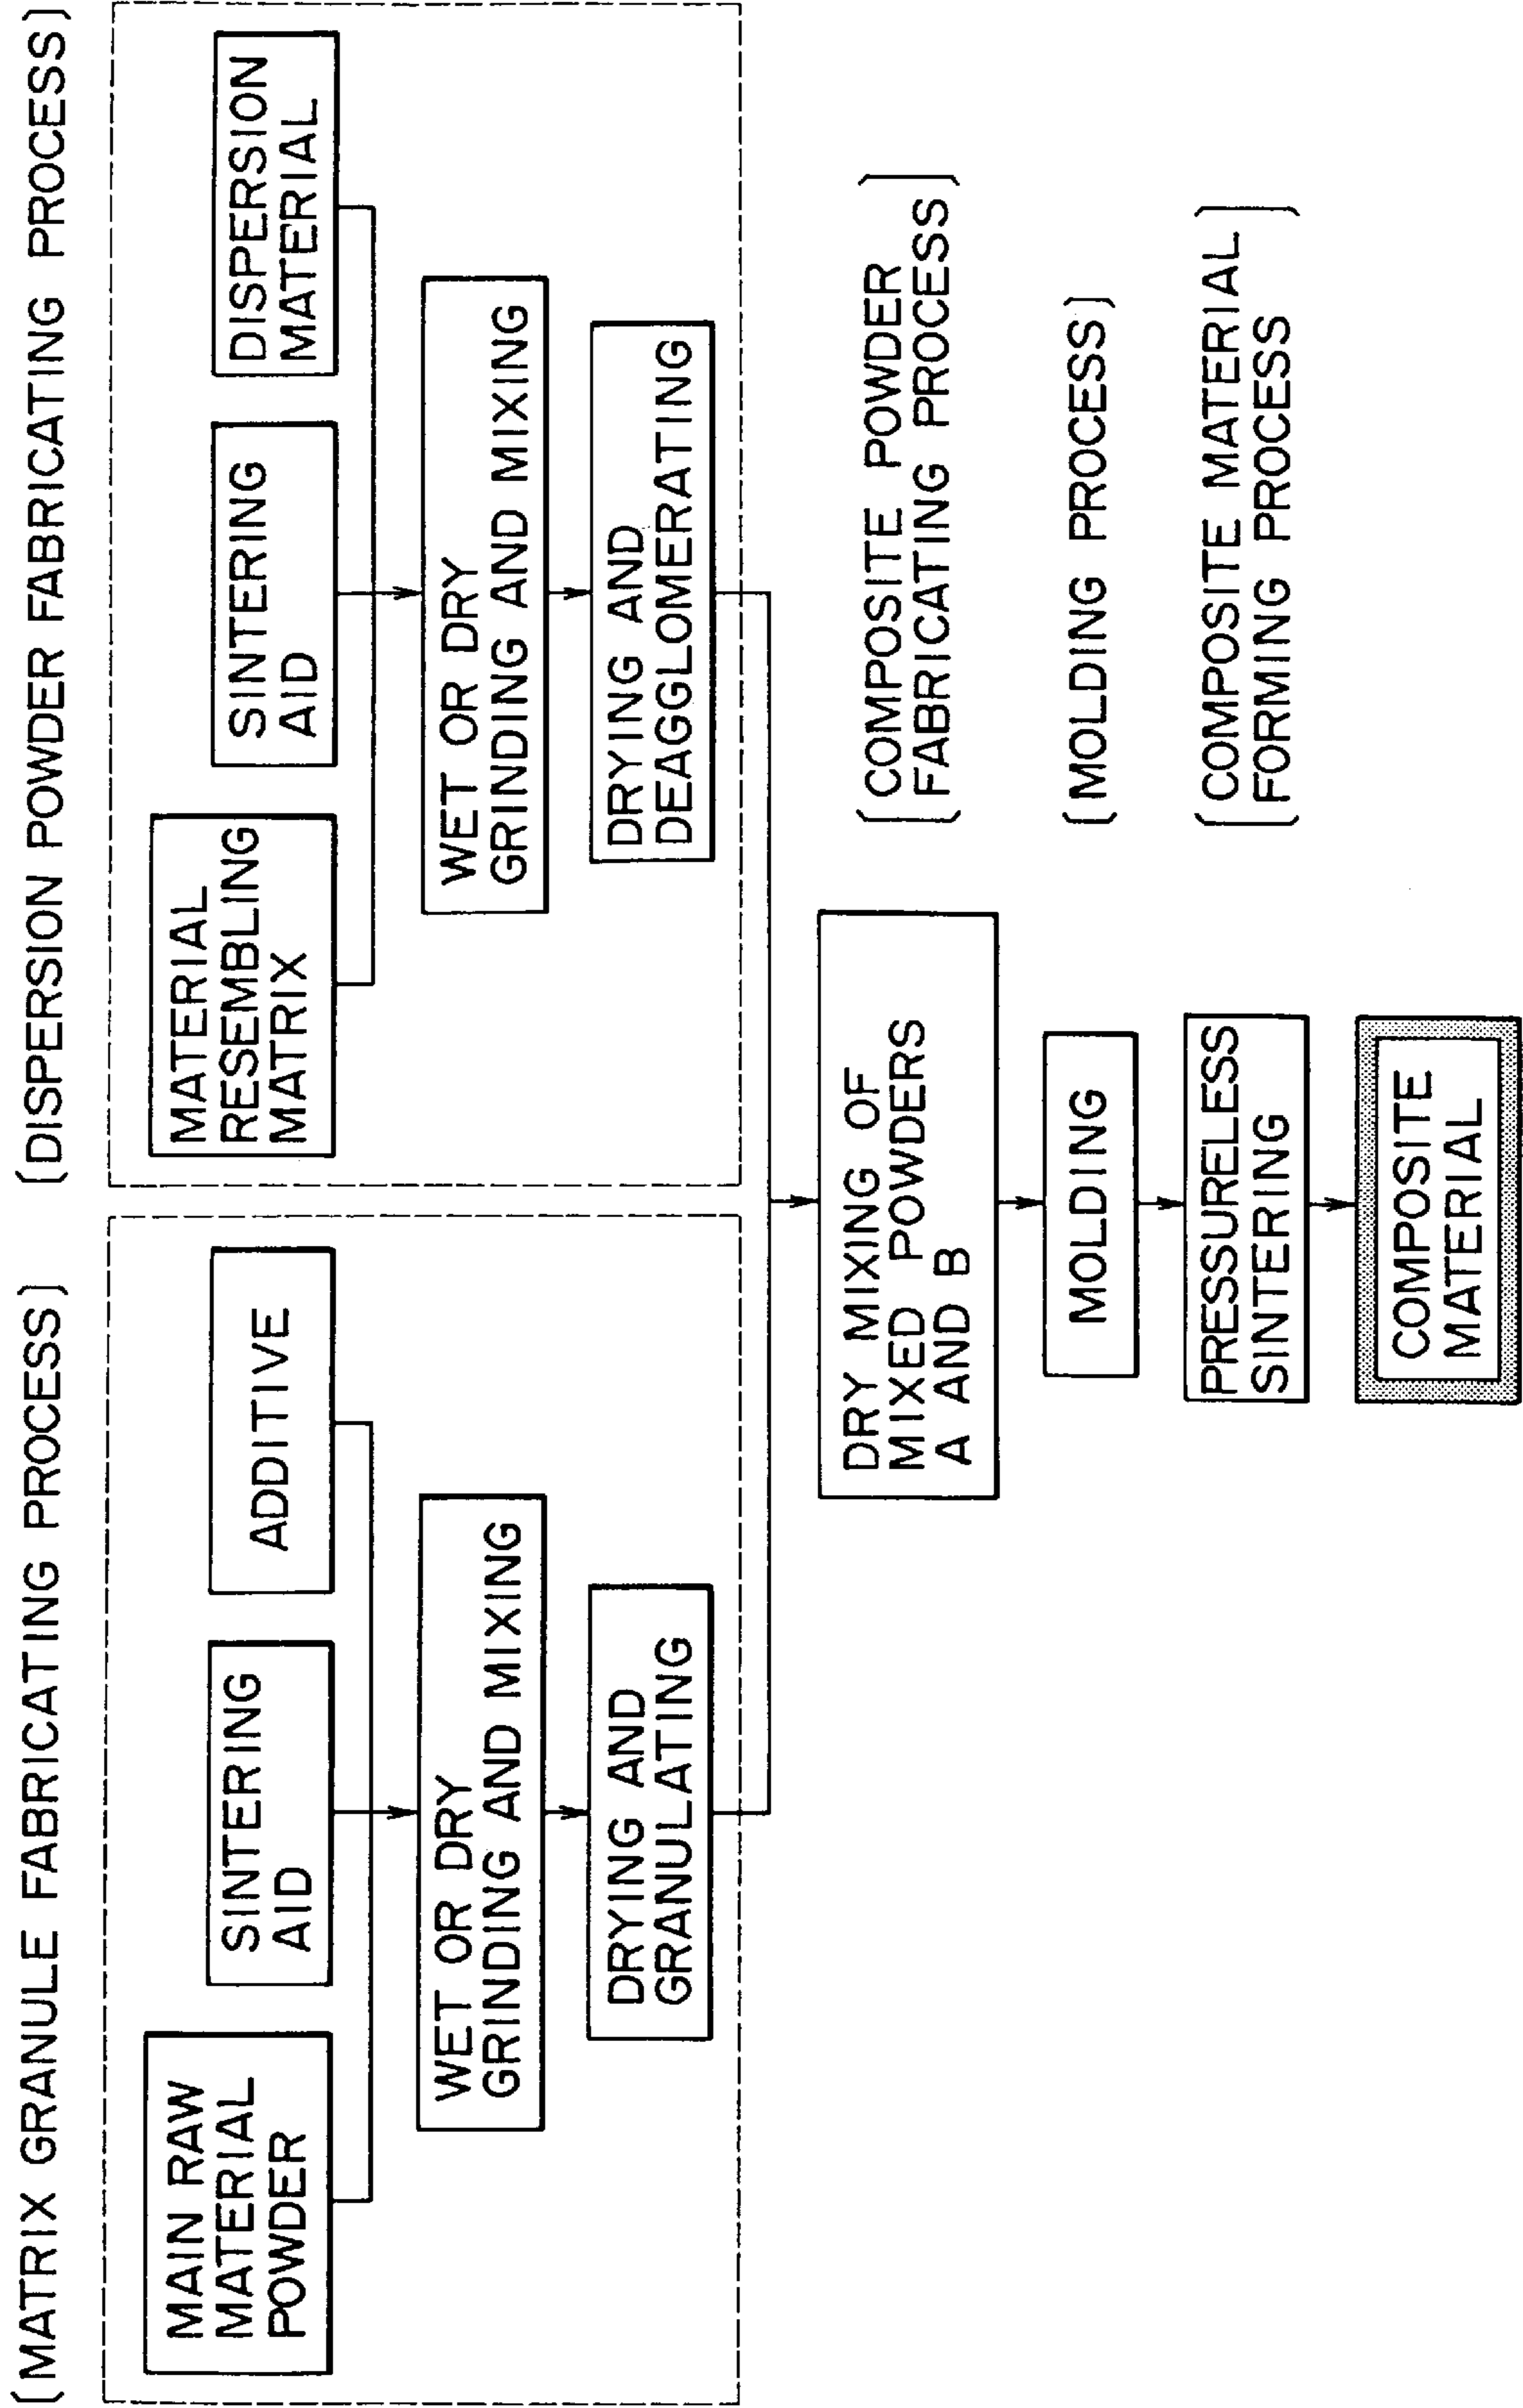 (MATRIX GRANULE FABRICATING PROCESS)
MAIN RAW
MATERIAL
POWDER
SINTERING
AID
ADDITIVE
WET OR DRY
GRINDING AND MIXING
DRYING AND
GRANULATING
(DISPERSION POWDER FABRICATING PROCESS)
MATERIAL
RESEMBLING
MATRIX
SINTERING
AID
DISPERSION
MATERIAL
WET OR DRY
GRINDING AND MIXING
DRYING AND
DEAGGLOMERATING
DRY MIXING OF
MIXED POWDERS
A AND B
(COMPOSITE POWDER
FABRICATING PROCESS)
MOLDING
(MOLDING PROCESS)
PRESSURELESS
SINTERING
(COMPOSITE MATERIAL
FORMING PROCESS)
COMPOSITE
MATERIAL